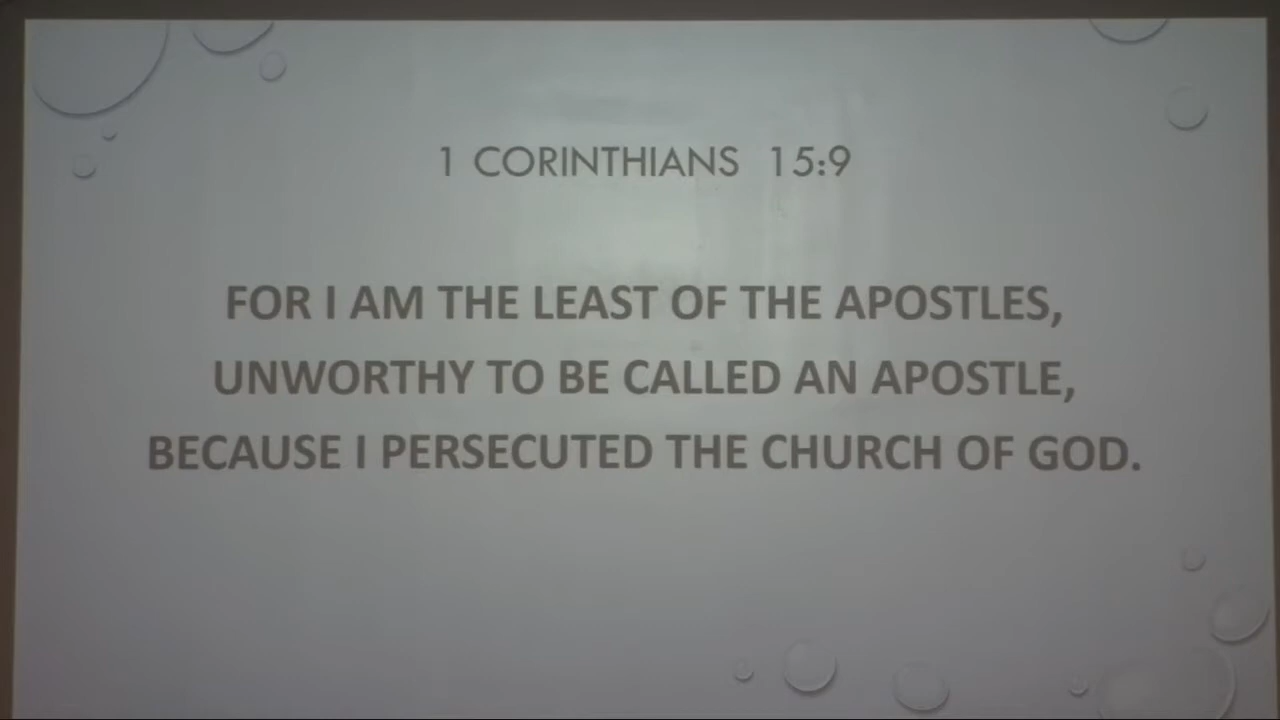 1 CORINTHIANS 15:9
FOR I AM THE LEAST OF THE APOSTLES,
UNWORTHY TO BE CALLED AN APOSTLE,
BECAUSE I PERSECUTED THE CHURCH OF GOD.